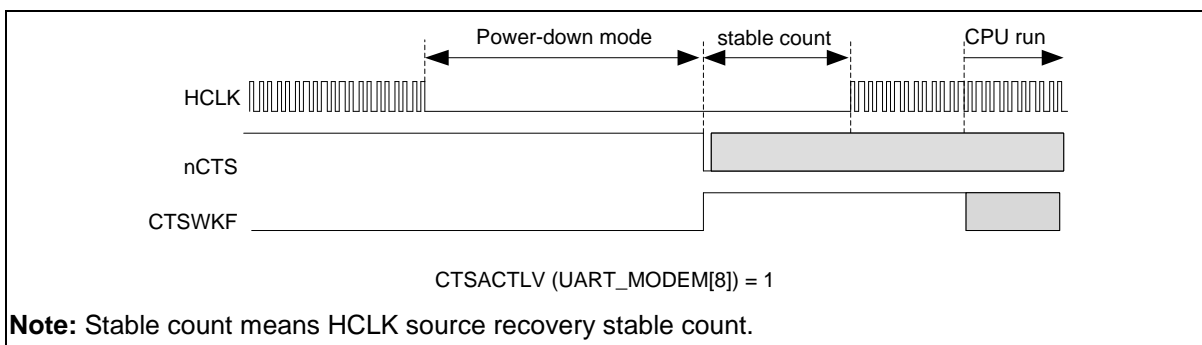 Power-down mode stable count CPU run
HCLK
nCTS
CTSWKF
CTSACTLV (UART_MODEM[8]) = 1
Note: Stable count means HCLK source recovery stable count.